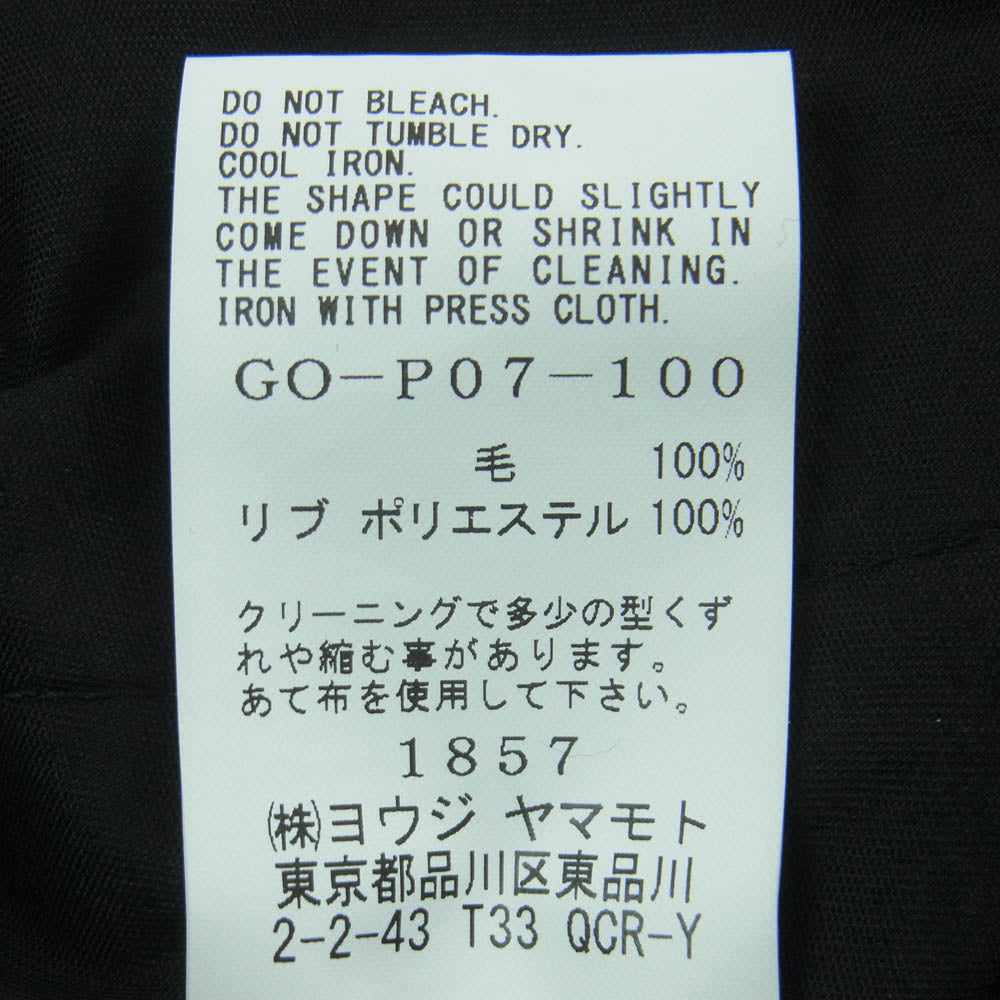 DO NOT BLEACH.
DO NOT TUMBLE DRY.
COOL IRON.
THE SHAPE COULD SLIGHTLY
COME DOWN OR SHRINK IN
THE EVENT OF CLEANING.
IRON WITH PRESS CLOTH.
GO-P07-100
毛 100%
リブ ポリエステル 100%
クリーニングで多少の型くず
れや縮む事があります。
あて布を使用して下さい。
1857
㈱ヨウジ ヤマモト
東京都品川区東品川
2-2-43 T33 QCR-Y